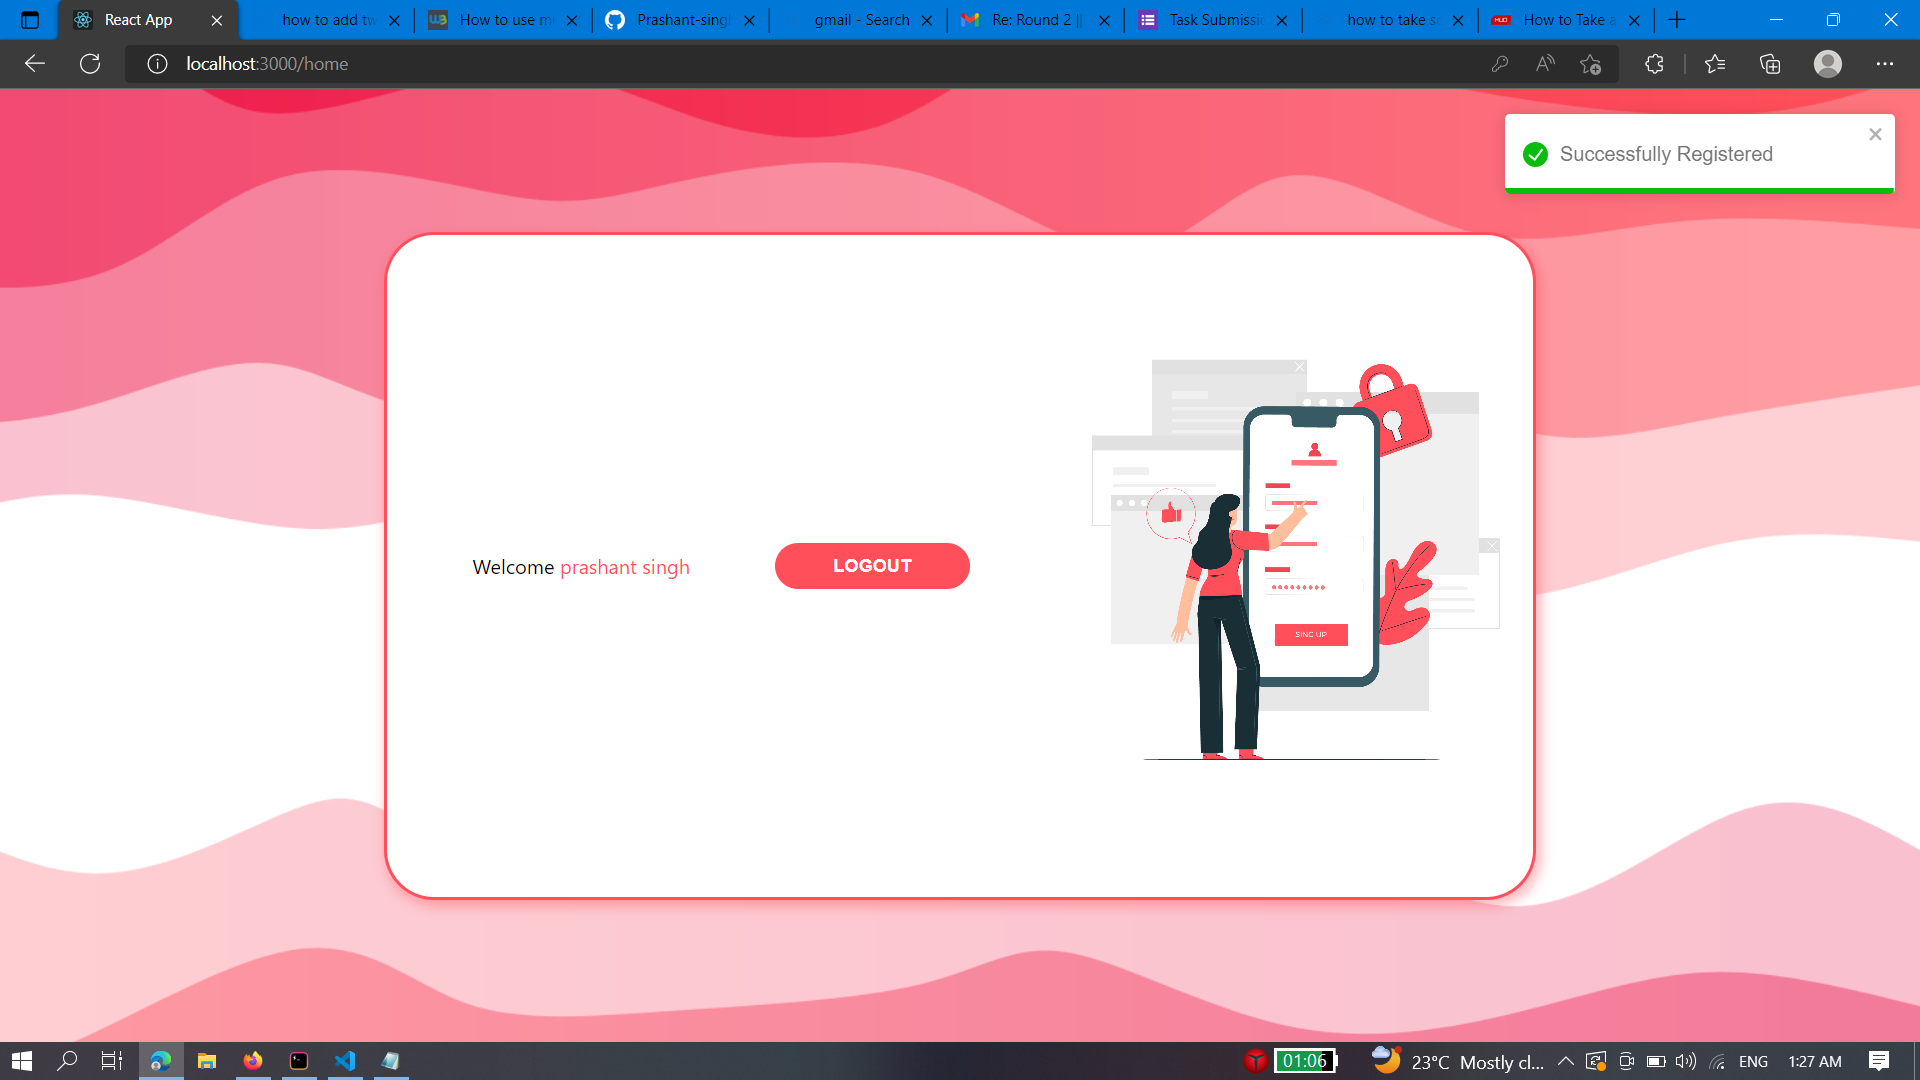 React App
how to add tw
How to use m
Prashant-sing
gmail - Search
Re: Round 2 ||
Task Submissi
how to take s
How to Take a
localhost:3000/home
Successfully Registered
Welcome prashant singh
LOGOUT
SINC UP
01:06
23°C Mostly cl...
ENG
1:27 AM